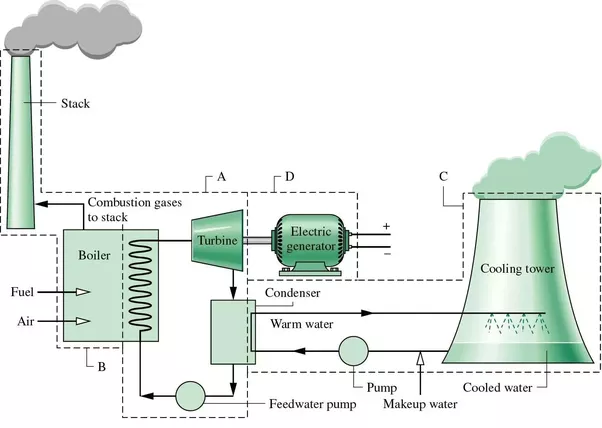 Stack
A
D
C
Combustion gases
to stack
Electric
generator
+
−
Turbine
Boiler
Cooling tower
Fuel
Condenser
Air
Warm water
B
Pump
Cooled water
Feedwater pump
Makeup water